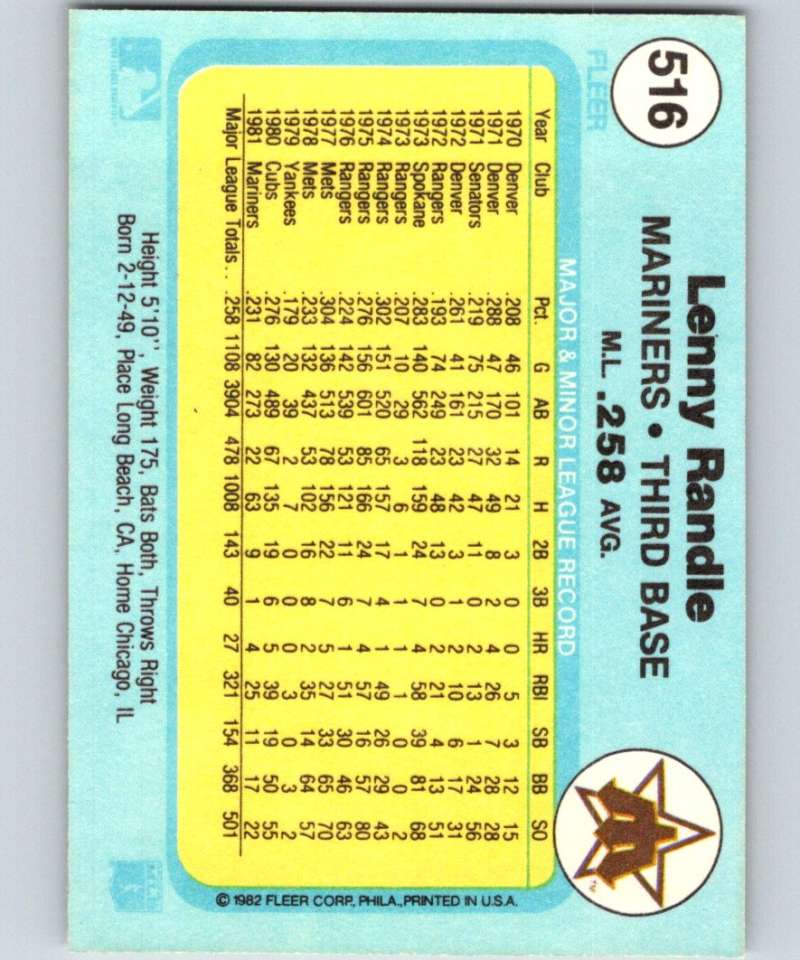 516
FLEER
Lenny Randle
MARINERS • THIRD BASE
M.L. .258 AVG.
MAJOR & MINOR LEAGUE RECORD
Year Club Pct. G AB R H 2B 3B HR RBI SB BB SO
1970 Denver .208 46 101 14 21 3 0 0 5 3 12 15
1971 Denver .288 47 170 32 49 8 2 4 26 7 28 28
1971 Senators .219 75 215 27 47 11 0 2 13 1 24 56
1972 Denver .261 41 161 23 42 3 1 2 10 6 17 31
1972 Rangers .193 74 249 23 48 13 0 2 21 4 13 51
1973 Spokane .283 140 562 118 159 24 7 4 58 39 81 68
1973 Rangers .207 10 29 3 6 1 1 1 1 0 0 2
1974 Rangers .302 151 520 65 157 17 4 1 49 26 29 43
1975 Rangers .276 156 601 85 166 24 7 4 57 16 57 80
1976 Rangers .224 142 539 53 121 11 6 1 51 30 46 63
1977 Mets .304 136 513 78 156 22 7 5 27 33 65 70
1978 Mets .233 132 437 53 102 16 8 2 35 14 64 57
1979 Yankees .179 20 39 2 7 0 0 0 3 0 3 2
1980 Cubs .276 130 489 67 135 19 6 5 39 19 50 55
1981 Mariners .231 82 273 22 63 9 1 4 25 11 17 22
Major League Totals . . .258 1108 3904 478 1008 143 40 27 321 154 368 501
Height 5'10", Weight 175, Bats Both, Throws Right
Born 2-12-49, Place Long Beach, CA, Home Chicago, IL
© 1982 FLEER CORP., PHILA., PRINTED IN U.S.A.